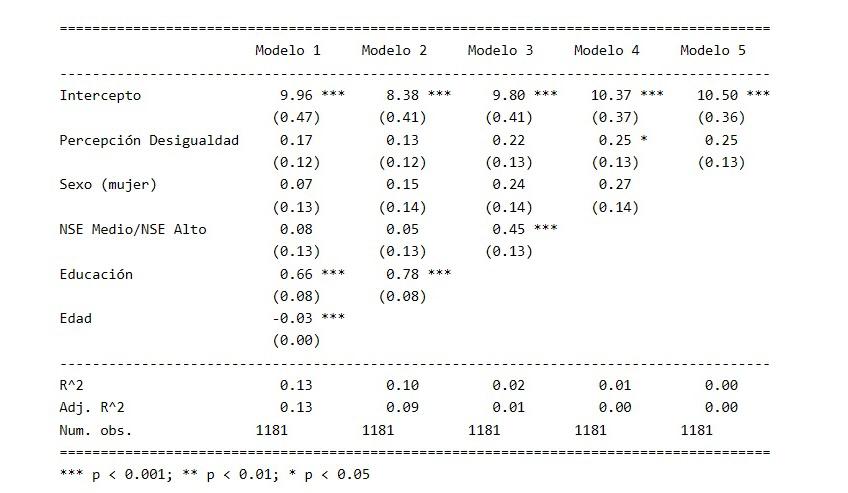 =======================================================================================
Modelo 1 Modelo 2 Modelo 3 Modelo 4 Modelo 5
---------------------------------------------------------------------------------------
Intercepto 9.96 *** 8.38 *** 9.80 *** 10.37 *** 10.50 ***
(0.47) (0.41) (0.41) (0.37) (0.36)
Percepción Desigualdad 0.17 0.13 0.22 0.25 * 0.25
(0.12) (0.12) (0.13) (0.13) (0.13)
Sexo (mujer) 0.07 0.15 0.24 0.27
(0.13) (0.14) (0.14) (0.14)
NSE Medio/NSE Alto 0.08 0.05 0.45 ***
(0.13) (0.13) (0.13)
Educación 0.66 *** 0.78 ***
(0.08) (0.08)
Edad -0.03 ***
(0.00)
---------------------------------------------------------------------------------------
R^2 0.13 0.10 0.02 0.01 0.00
Adj. R^2 0.13 0.09 0.01 0.00 0.00
Num. obs. 1181 1181 1181 1181 1181
=======================================================================================
*** p < 0.001; ** p < 0.01; * p < 0.05